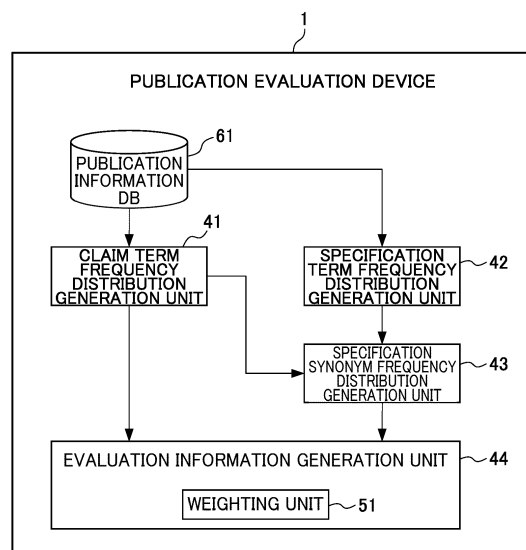 1
PUBLICATION EVALUATION DEVICE
61
PUBLICATION
INFORMATION
DB
41
CLAIM TERM
FREQUENCY
DISTRIBUTION
GENERATION UNIT
SPECIFICATION
TERM FREQUENCY
DISTRIBUTION
GENERATION UNIT
42
SPECIFICATION
SYNONYM FREQUENCY
DISTRIBUTION
GENERATION UNIT
43
EVALUATION INFORMATION GENERATION UNIT
44
WEIGHTING UNIT
51